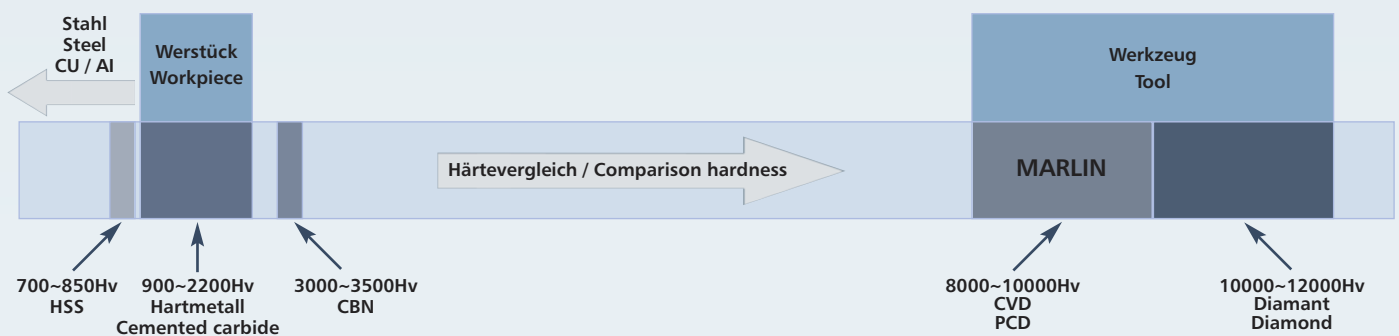 Stahl
Steel
CU / Al
Werstück
Workpiece
Werkzeug
Tool
Härtevergleich / Comparison hardness
MARLIN
700~850Hv
HSS
900~2200Hv
Hartmetall
Cemented carbide
3000~3500Hv
CBN
8000~10000Hv
CVD
PCD
10000~12000Hv
Diamant
Diamond